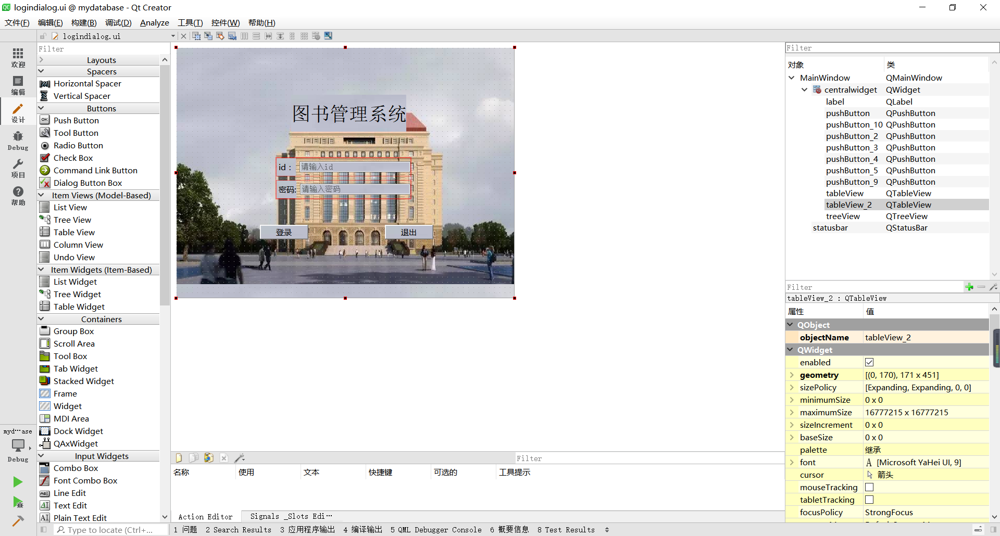 logindialog.ui @ mydatabase - Qt Creator
文件(F) 编辑(E) 构建(B) 调试(D) Analyze 工具(T) 控件(W) 帮助(H)
logindialog.ui
欢迎
编辑
设计
Debug
项目
帮助
myd···ase
Debug
Filter
Layouts
Spacers
Horizontal Spacer
Vertical Spacer
Buttons
Push Button
Tool Button
Radio Button
Check Box
Command Link Button
Dialog Button Box
Item Views (Model-Based)
List View
Tree View
Table View
Column View
Undo View
Item Widgets (Item-Based)
List Widget
Tree Widget
Table Widget
Containers
Group Box
Scroll Area
Tool Box
Tab Widget
Stacked Widget
Frame
Widget
MDI Area
Dock Widget
QAxWidget
Input Widgets
Combo Box
Font Combo Box
Line Edit
Text Edit
Plain Text Edit
图书管理系统
id： 请输入id
密码: 请输入密码
登录 退出
Filter
名称 使用 文本 快捷键 可选的 工具提示
Action Editor Signals _Slots Edi···
Filter
对象 类
MainWindow QMainWindow
centralwidget QWidget
label QLabel
pushButton QPushButton
pushButton_10 QPushButton
pushButton_2 QPushButton
pushButton_3 QPushButton
pushButton_4 QPushButton
pushButton_5 QPushButton
pushButton_9 QPushButton
tableView QTableView
tableView_2 QTableView
treeView QTreeView
statusbar QStatusBar
Filter
tableView_2 : QTableView
属性 值
QObject
objectName tableView_2
QWidget
enabled
geometry [(0, 170), 171 x 451]
sizePolicy [Expanding, Expanding, 0, 0]
minimumSize 0 x 0
maximumSize 16777215 x 16777215
sizeIncrement 0 x 0
baseSize 0 x 0
palette 继承
font A [Microsoft YaHei UI, 9]
cursor 箭头
mouseTracking
tabletTracking
focusPolicy StrongFocus
Type to locate (Ctrl+... 1 问题 2 Search Results 3 应用程序输出 4 编译输出 5 QML Debugger Console 6 概要信息 8 Test Results